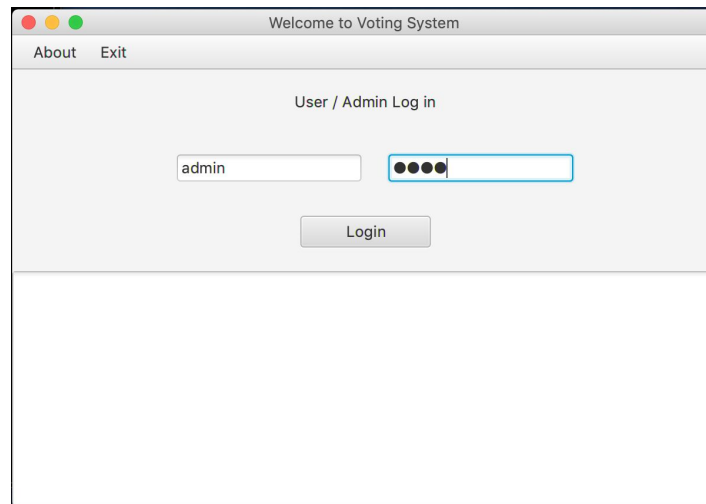 Welcome to Voting System
About Exit
User / Admin Log in
admin ●●●●
Login